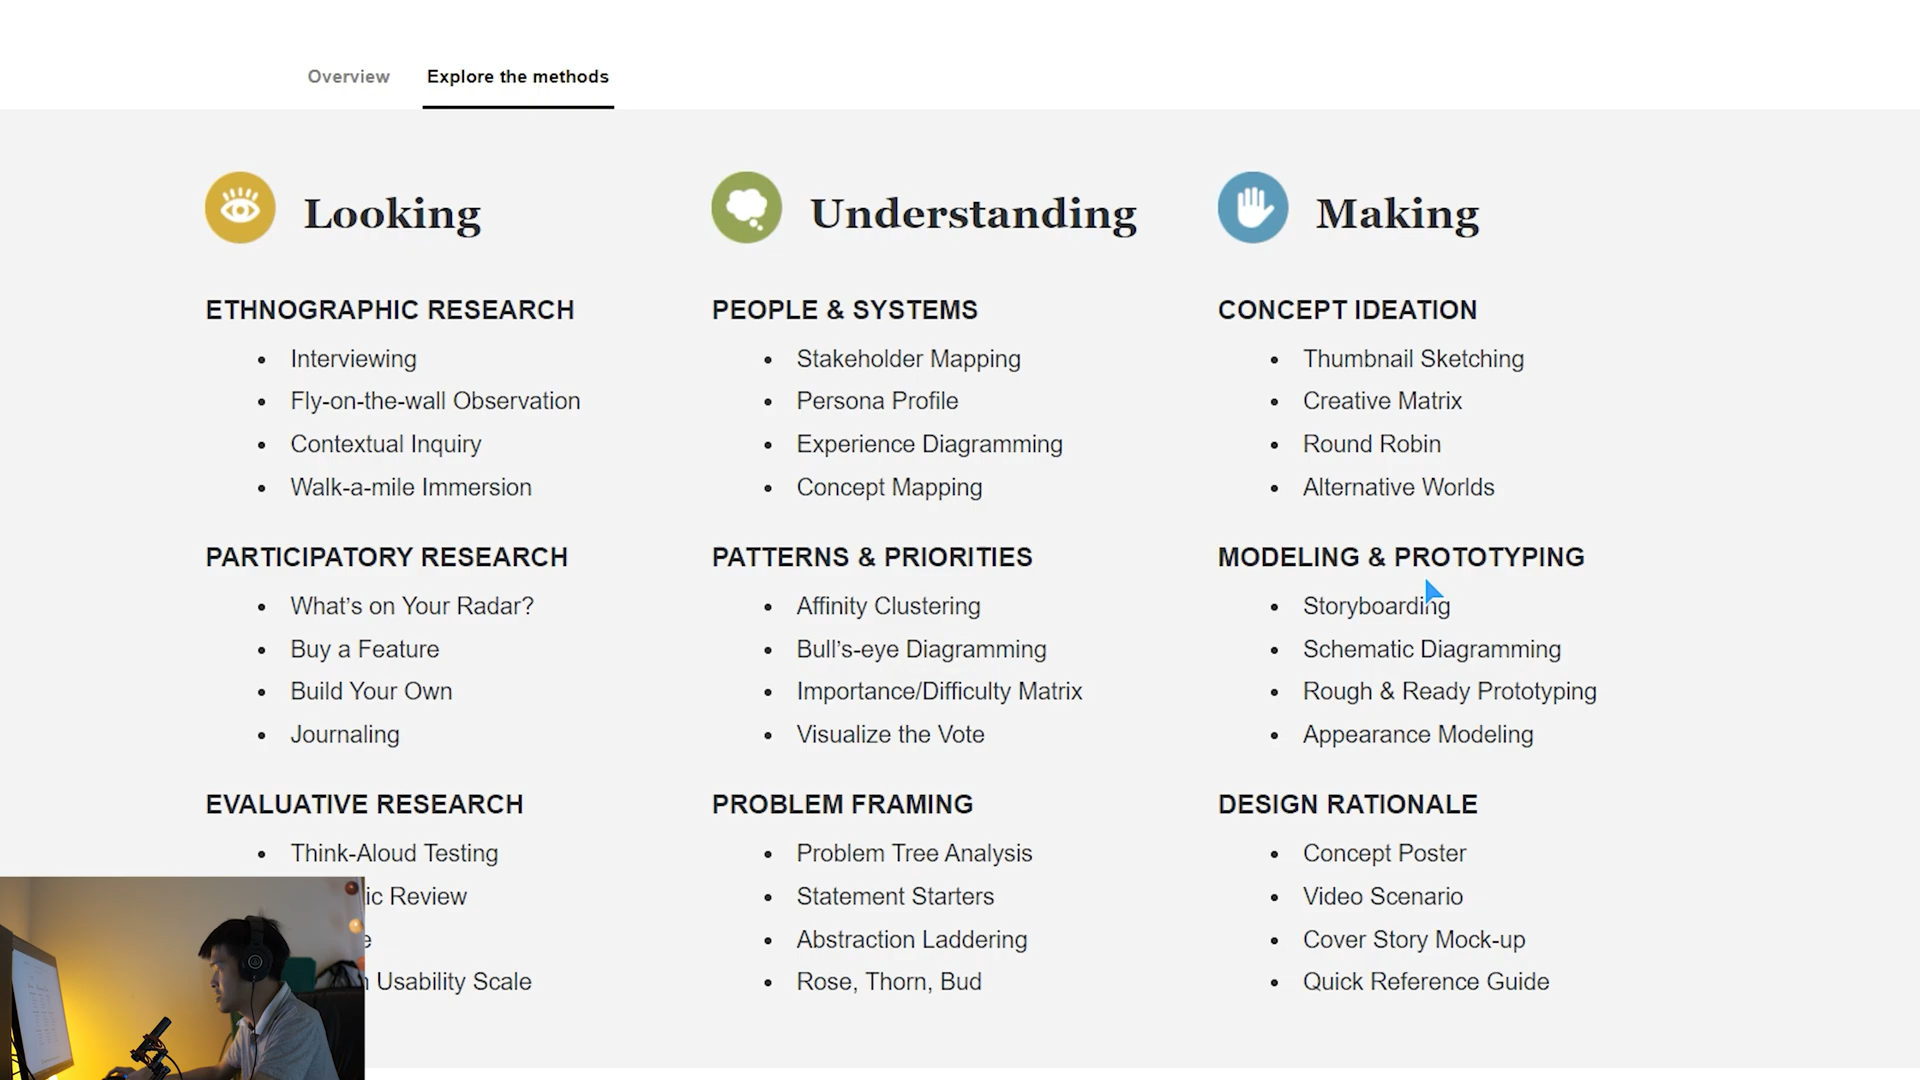 Overview
Explore the methods
Looking
ETHNOGRAPHIC RESEARCH
Interviewing
Fly-on-the-wall Observation
Contextual Inquiry
Walk-a-mile Immersion
PARTICIPATORY RESEARCH
What's on Your Radar?
Buy a Feature
Build Your Own
Journaling
EVALUATIVE RESEARCH
Think-Aloud Testing
Review
Usability Scale
Understanding
PEOPLE & SYSTEMS
Stakeholder Mapping
Persona Profile
Experience Diagramming
Concept Mapping
PATTERNS & PRIORITIES
Affinity Clustering
Bull's-eye Diagramming
Importance/Difficulty Matrix
Visualize the Vote
PROBLEM FRAMING
Problem Tree Analysis
Statement Starters
Abstraction Laddering
Rose, Thorn, Bud
Making
CONCEPT IDEATION
Thumbnail Sketching
Creative Matrix
Round Robin
Alternative Worlds
MODELING & PROTOTYPING
Storyboarding
Schematic Diagramming
Rough & Ready Prototyping
Appearance Modeling
DESIGN RATIONALE
Concept Poster
Video Scenario
Cover Story Mock-up
Quick Reference Guide